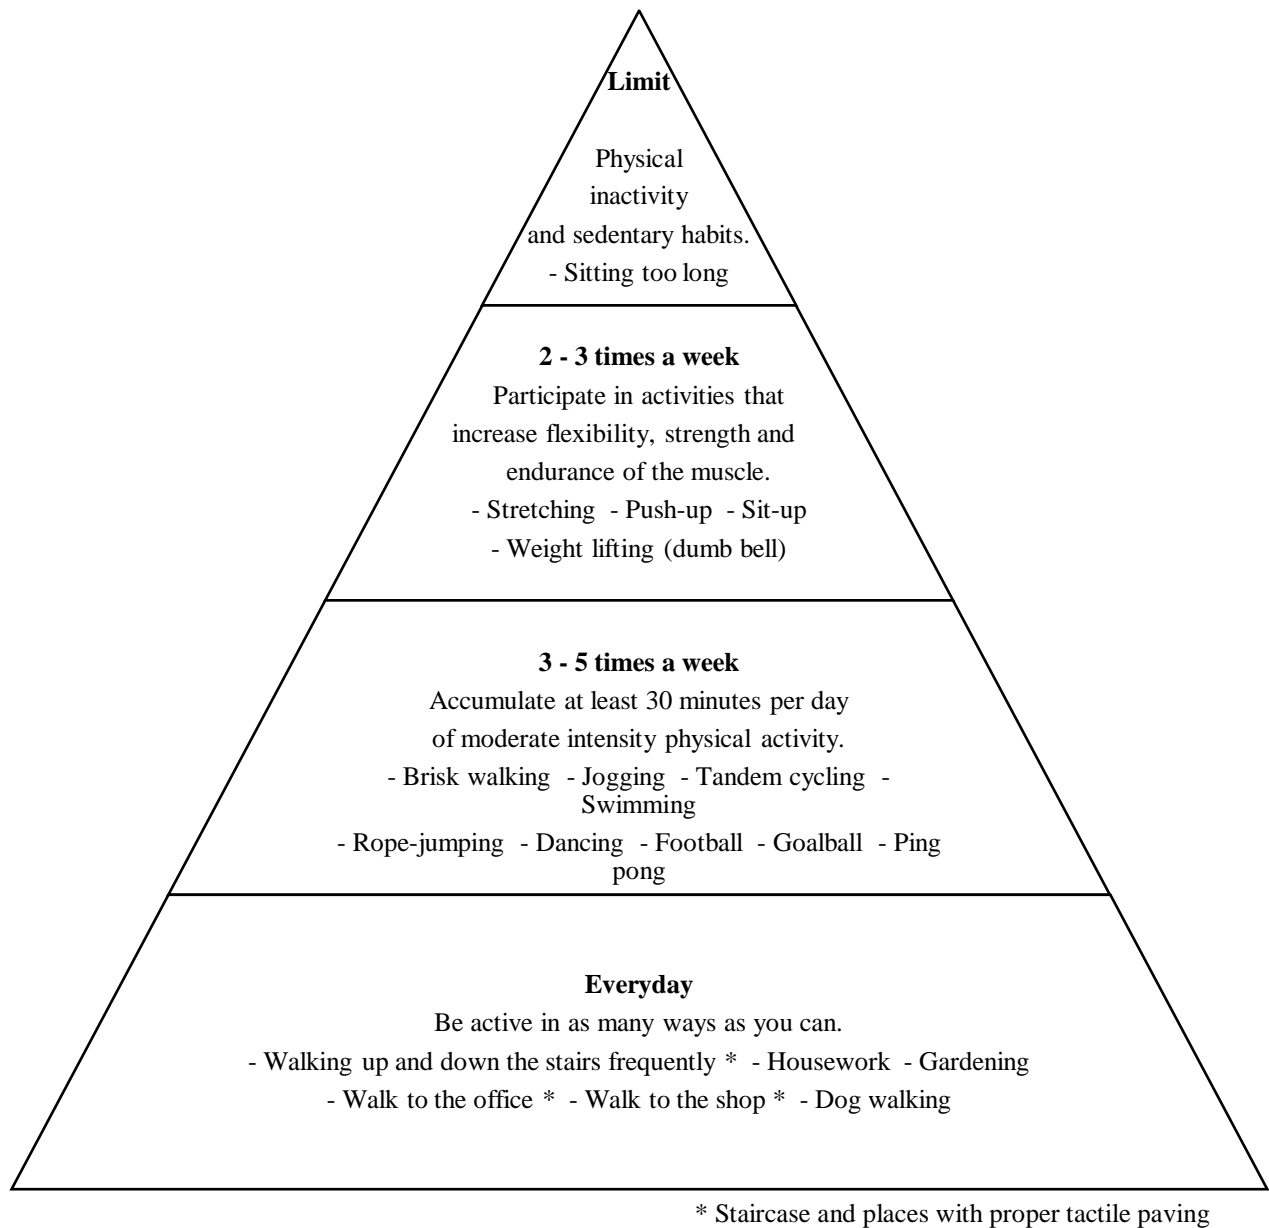 Limit
Physical
inactivity
and sedentary habits.
- Sitting too long
2 - 3 times a week
Participate in activities that
increase flexibility, strength and
endurance of the muscle.
- Stretching - Push-up - Sit-up
- Weight lifting (dumb bell)
3 - 5 times a week
Accumulate at least 30 minutes per day
of moderate intensity physical activity.
- Brisk walking - Jogging - Tandem cycling -
Swimming
- Rope-jumping - Dancing - Football - Goalball - Ping
pong
Everyday
Be active in as many ways as you can.
- Walking up and down the stairs frequently * - Housework - Gardening
- Walk to the office * - Walk to the shop * - Dog walking
* Staircase and places with proper tactile paving